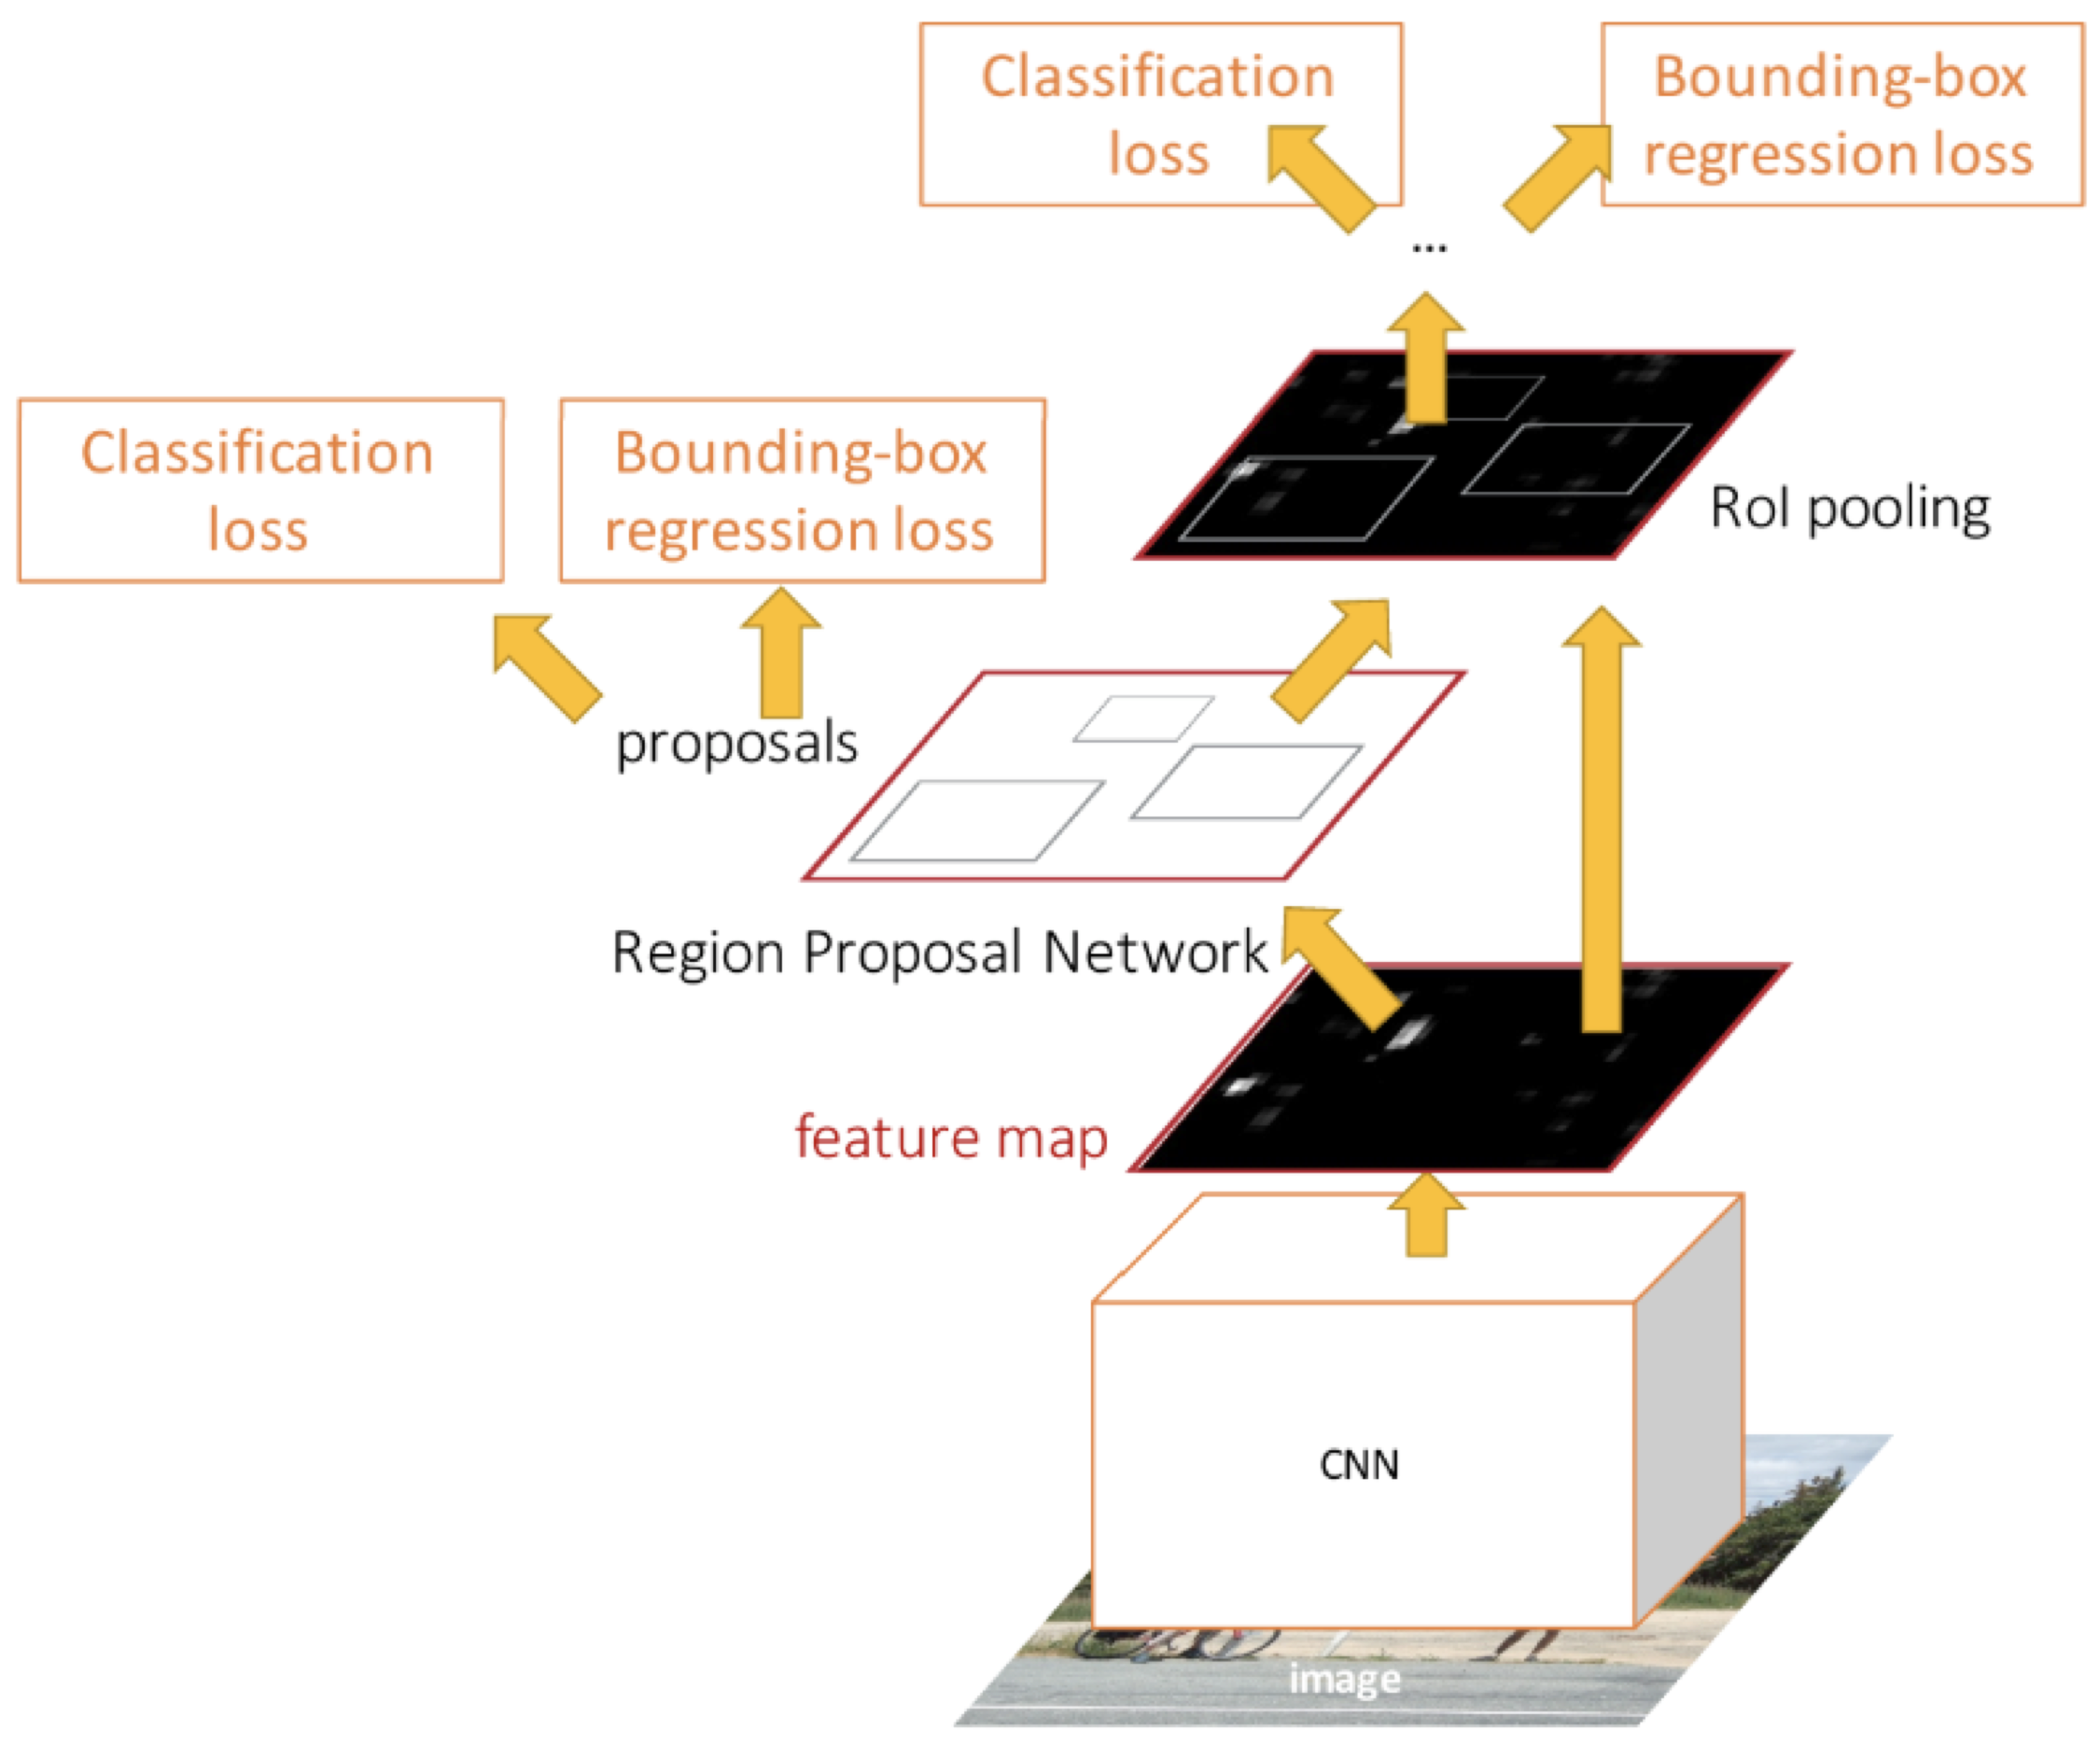 Classification
loss
Bounding-box
regression loss
...
Classification
loss
Bounding-box
regression loss
RoI pooling
proposals
Region Proposal Network
feature map
CNN
image